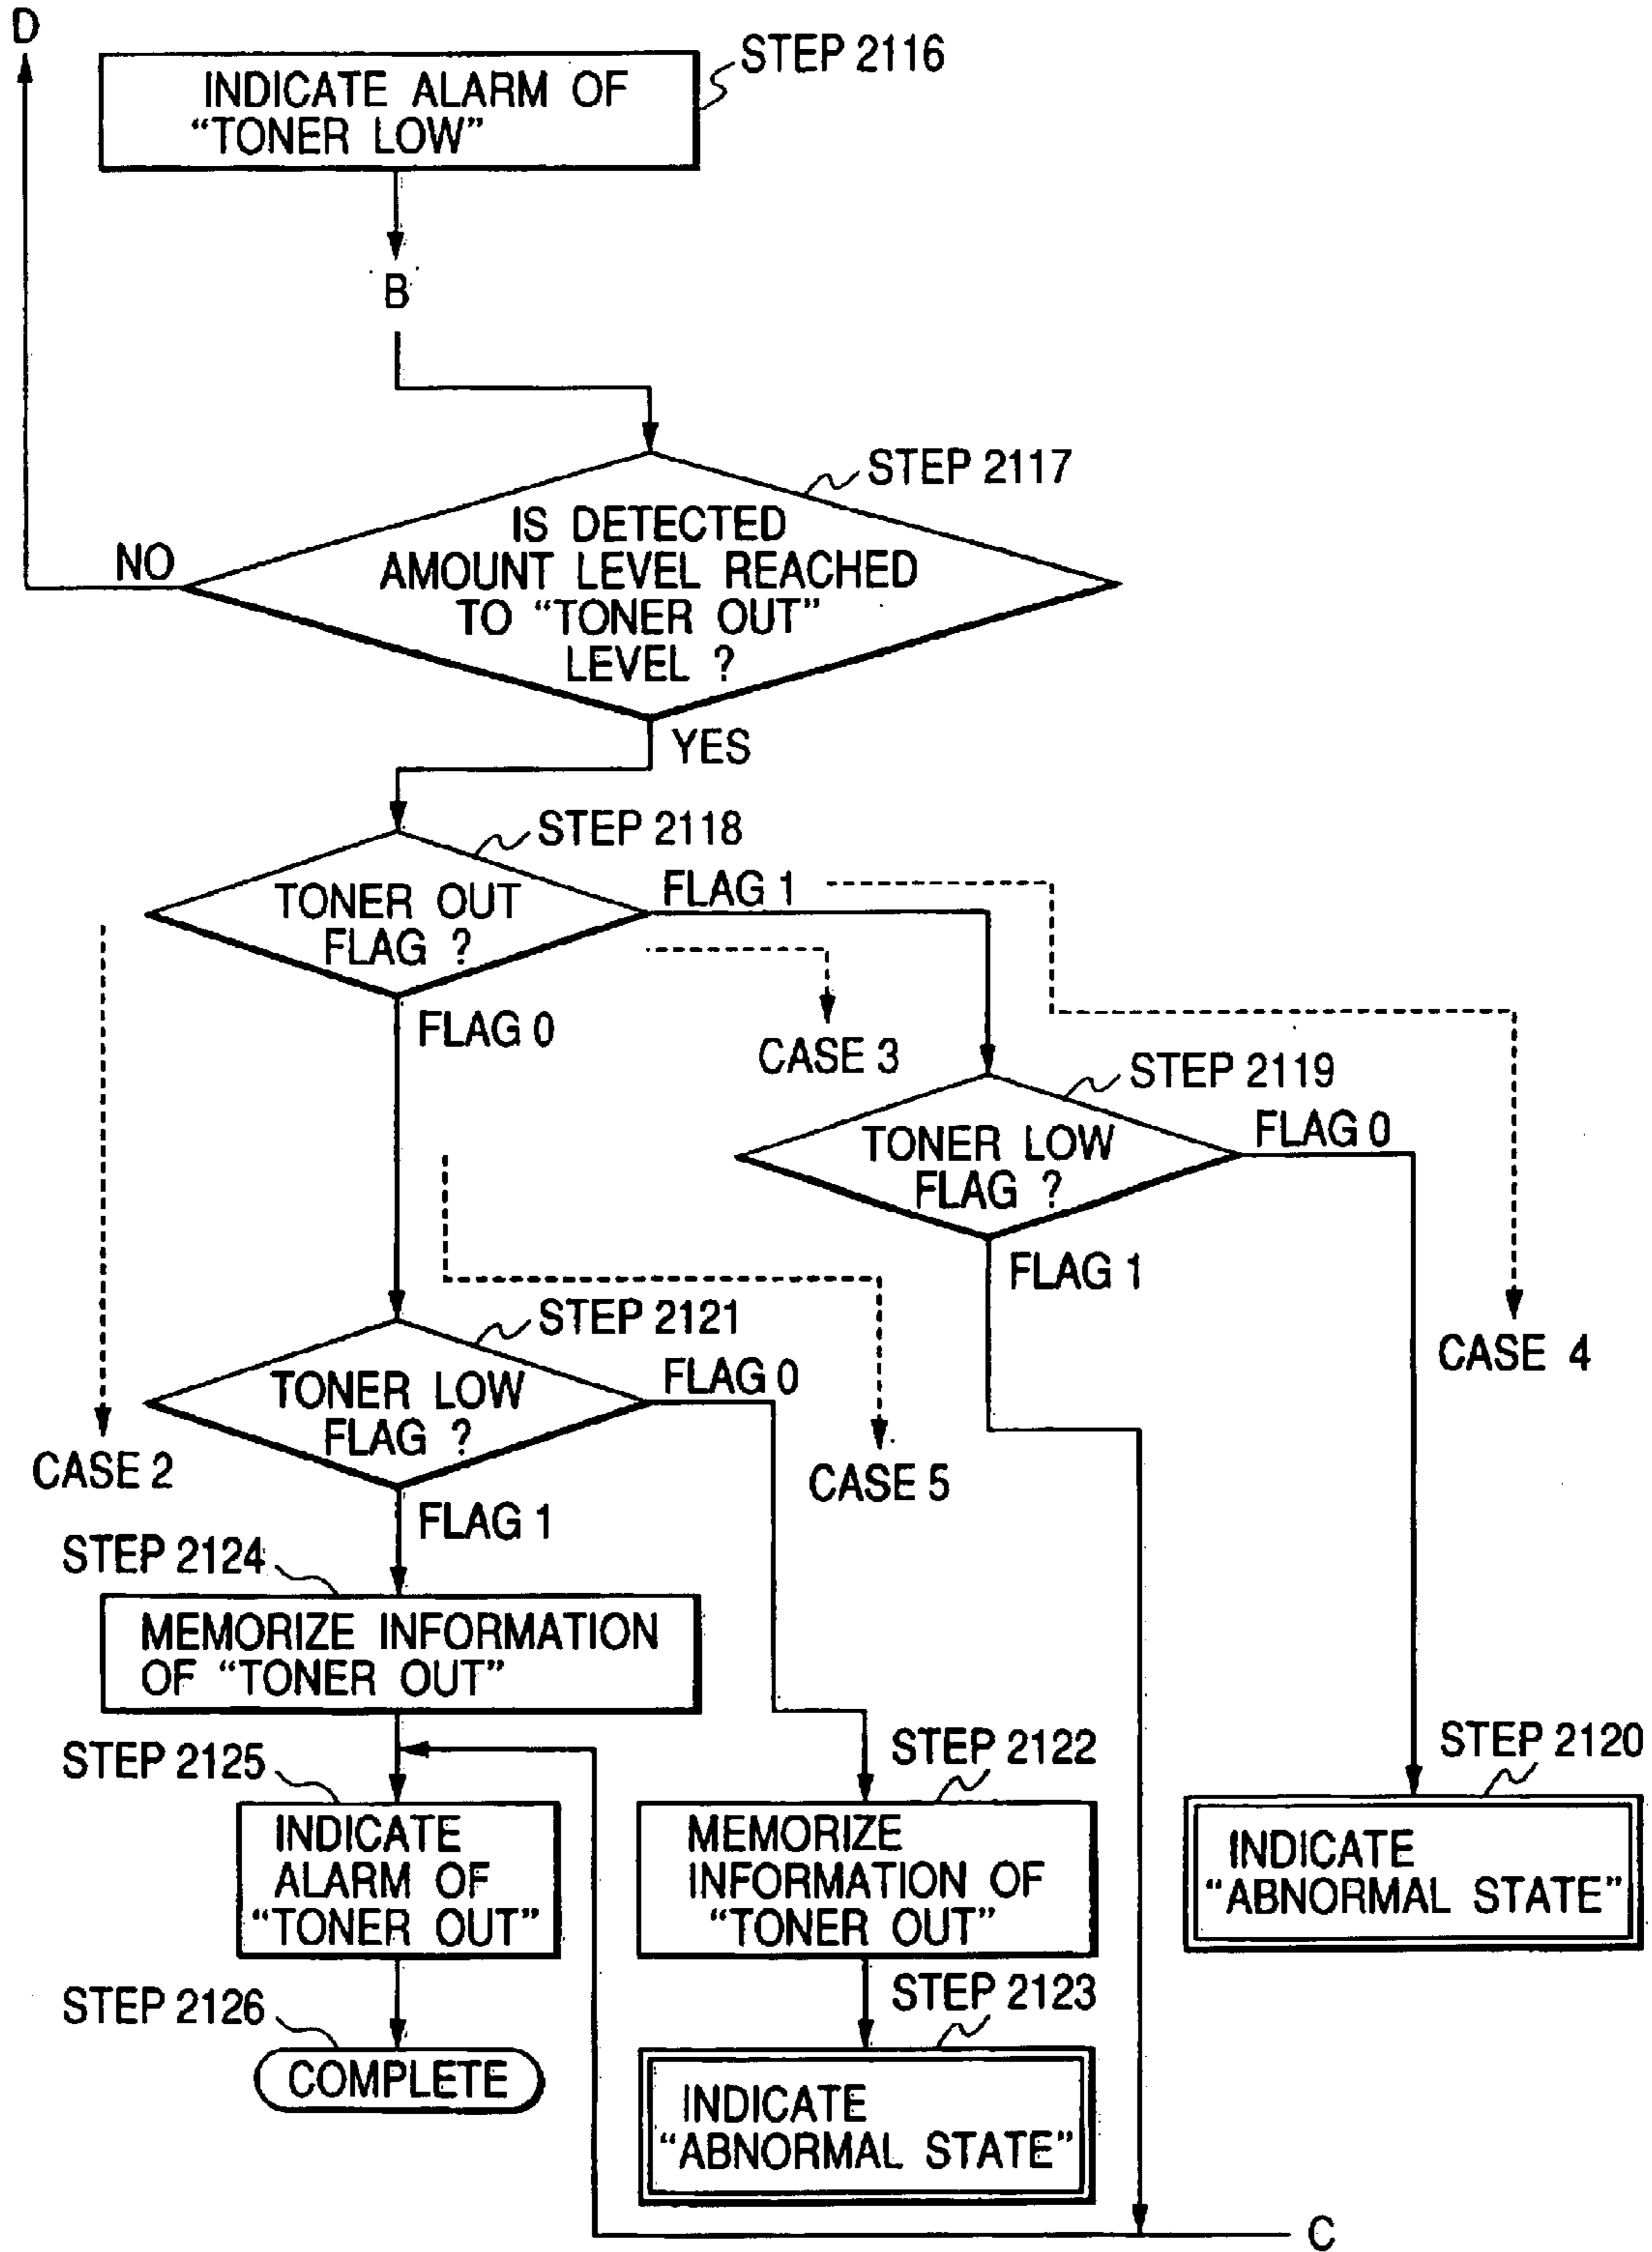 D
STEP 2116
INDICATE ALARM OF
“TONER LOW”
B
STEP 2117
IS DETECTED
AMOUNT LEVEL REACHED
TO “TONER OUT”
LEVEL ?
NO
YES
STEP 2118
TONER OUT
FLAG ?
FLAG 1
FLAG 0
CASE 3
STEP 2119
TONER LOW
FLAG ?
FLAG 0
FLAG 1
CASE 4
STEP 2121
TONER LOW
FLAG ?
FLAG 0
CASE 2
CASE 5
FLAG 1
STEP 2124
MEMORIZE INFORMATION
OF “TONER OUT”
STEP 2125
INDICATE
ALARM OF
“TONER OUT”
STEP 2122
MEMORIZE
INFORMATION OF
“TONER OUT”
STEP 2120
INDICATE
“ABNORMAL STATE”
STEP 2126
COMPLETE
STEP 2123
INDICATE
“ABNORMAL STATE”
C